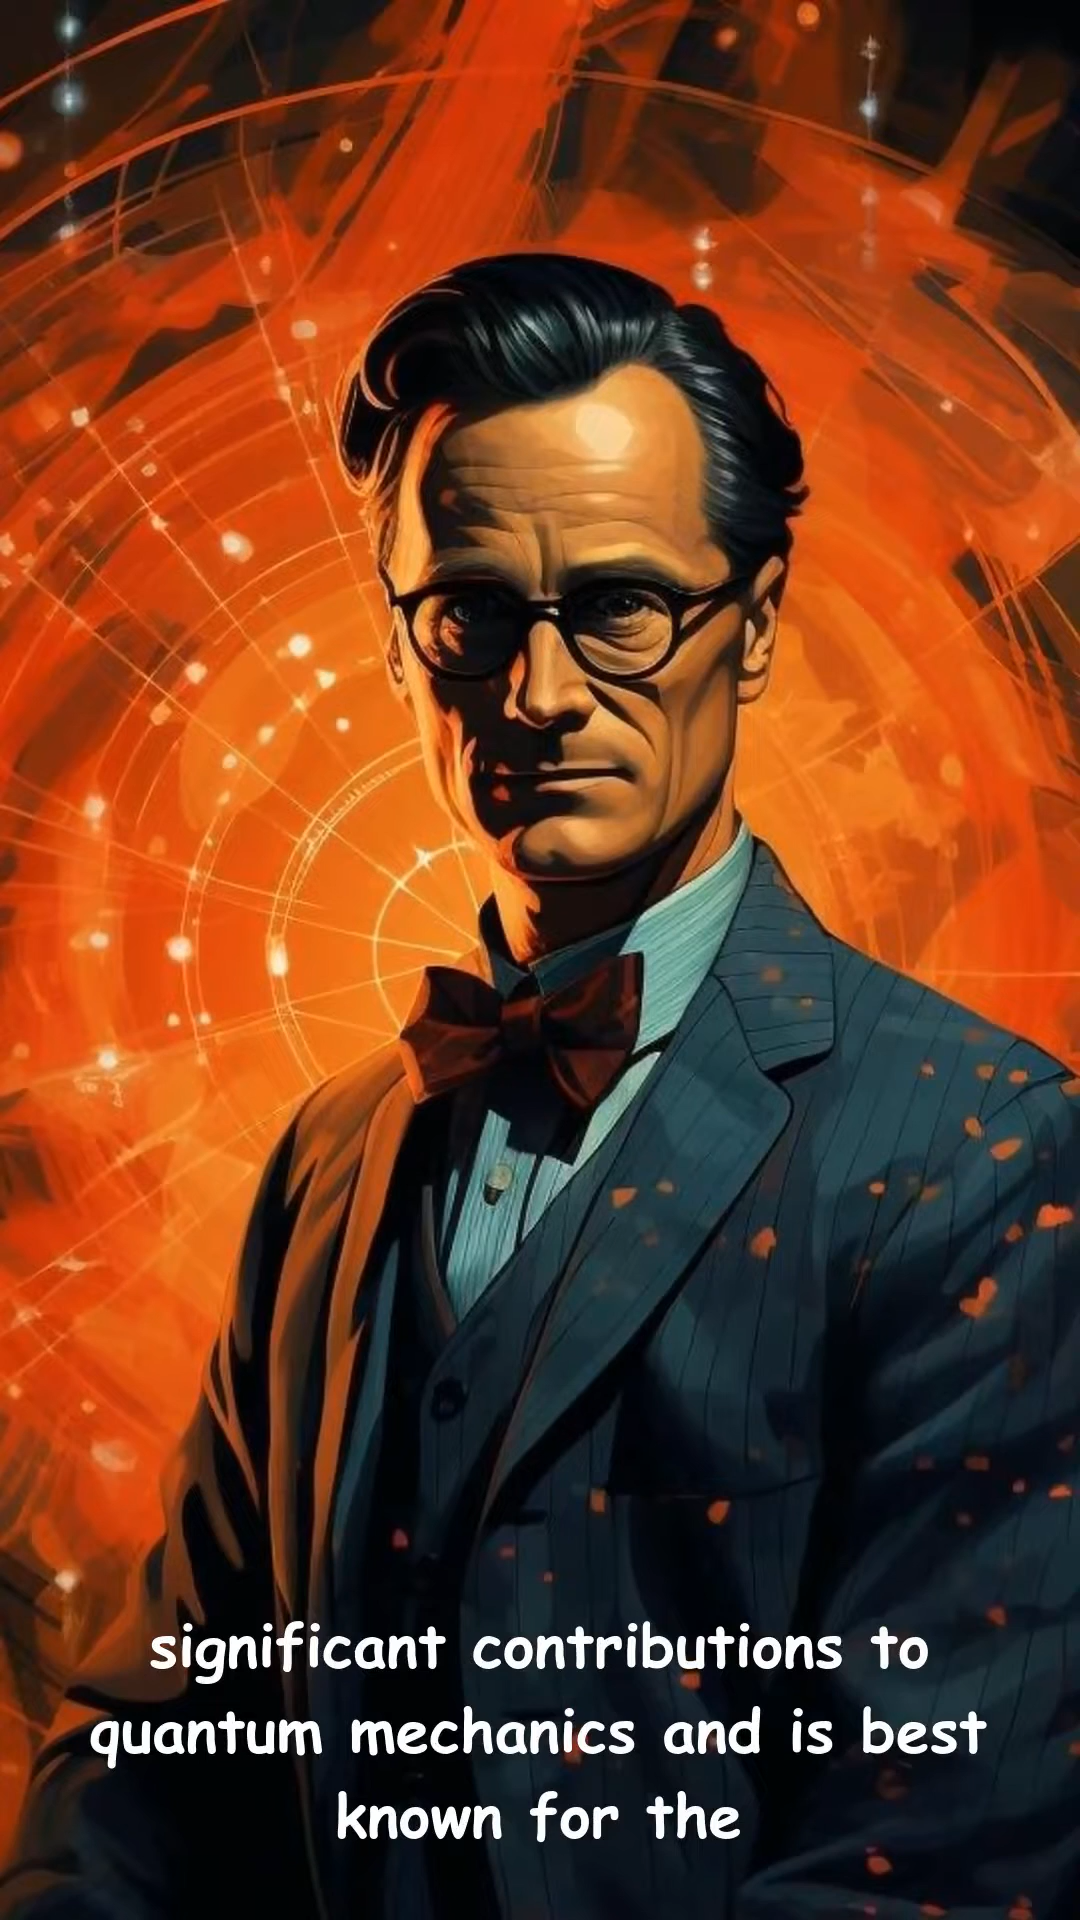 significant contributions to
quantum mechanics and is best
known for the